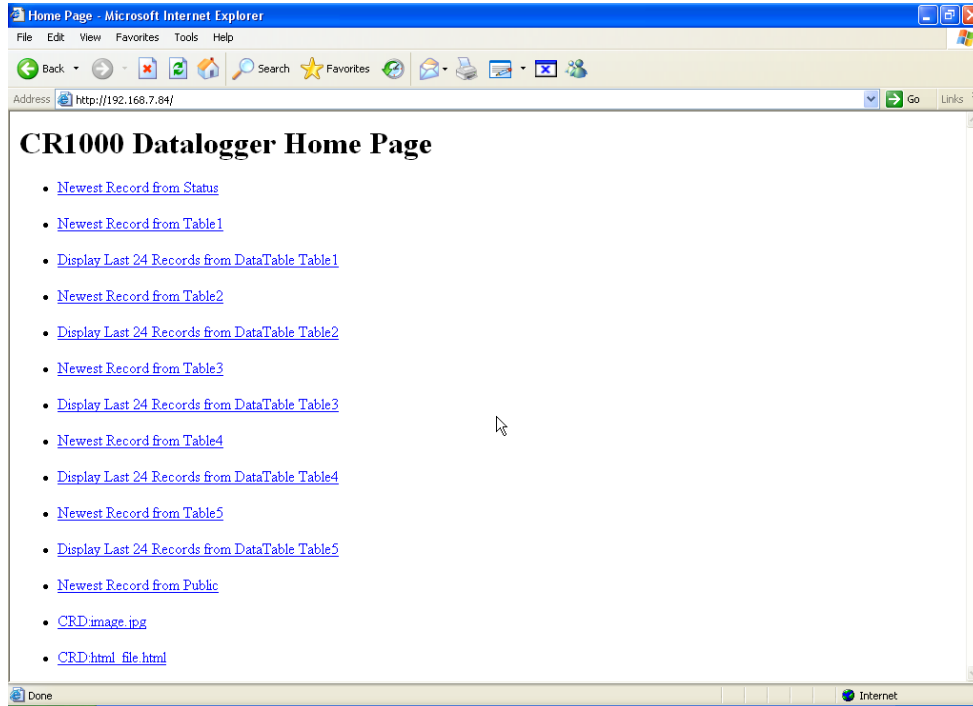 Home Page - Microsoft Internet Explorer
File Edit View Favorites Tools Help
Back Search Favorites
Address http://192.168.7.84/ Go Links
CR1000 Datalogger Home Page
Newest Record from Status
Newest Record from Table1
Display Last 24 Records from DataTable Table1
Newest Record from Table2
Display Last 24 Records from DataTable Table2
Newest Record from Table3
Display Last 24 Records from DataTable Table3
Newest Record from Table4
Display Last 24 Records from DataTable Table4
Newest Record from Table5
Display Last 24 Records from DataTable Table5
Newest Record from Public
CRD:image.jpg
CRD:html_file.html
Done Internet